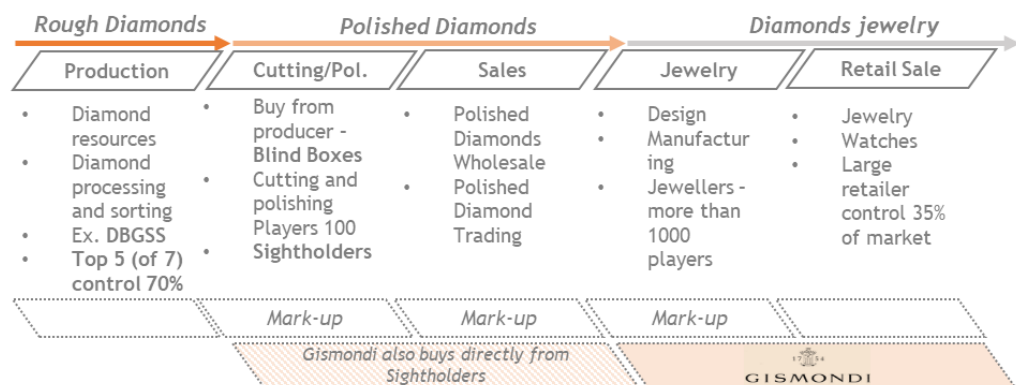 Rough Diamonds
Polished Diamonds
Diamonds jewelry
Production
Cutting/Pol.
Sales
Jewelry
Retail Sale
• Diamond
resources
• Diamond
processing
and sorting
• Ex. DBGSS
• Top 5 (of 7)
control 70%
• Buy from
producer –
Blind Boxes
• Cutting and
polishing
Players 100
• Sightholders
• Polished
Diamonds
Wholesale
• Polished
Diamond
Trading
• Design
• Manufactur
ing
• Jewellers –
more than
1000
players
• Jewelry
• Watches
• Large
retailer
control 35%
of market
Mark-up
Mark-up
Mark-up
Gismondi also buys directly from
Sightholders
1754
GISMONDI